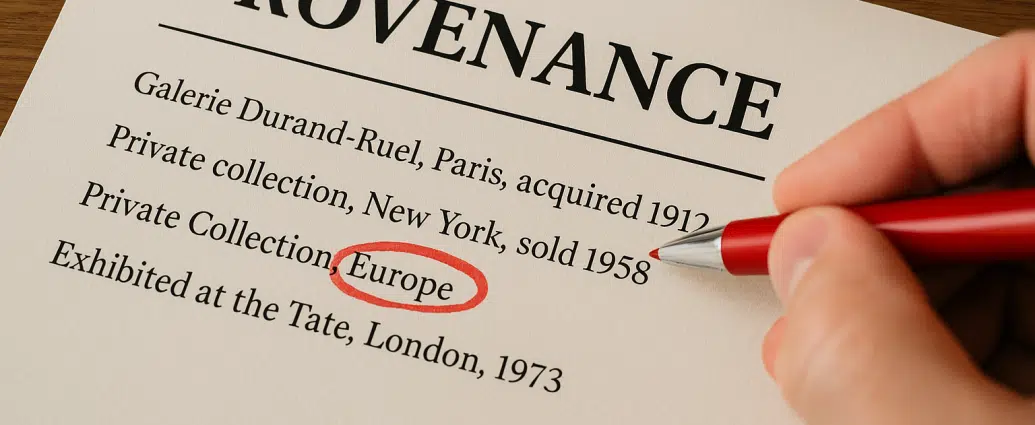 ROVENANCE
Galerie Durand-Ruel, Paris, acquired 1912
Private collection, New York, sold 1958
Private Collection, Europe
Exhibited at the Tate, London, 1973